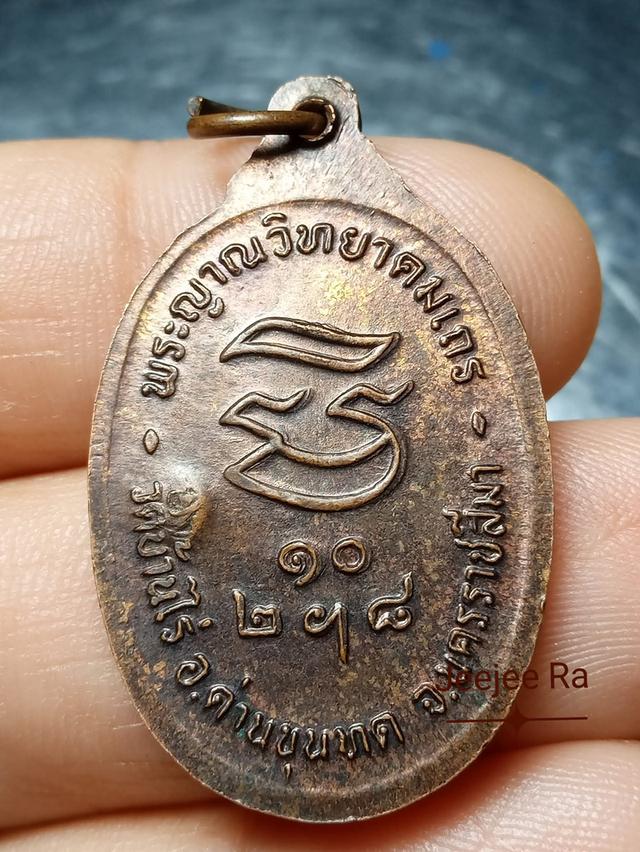 พระญาณวิทยาคมเถร
๑๐
๒ ฯ ๘
วัดบ้านไร่ อ.ด่านขุนทด จ.นครราชสีมา
Jeejee Ra